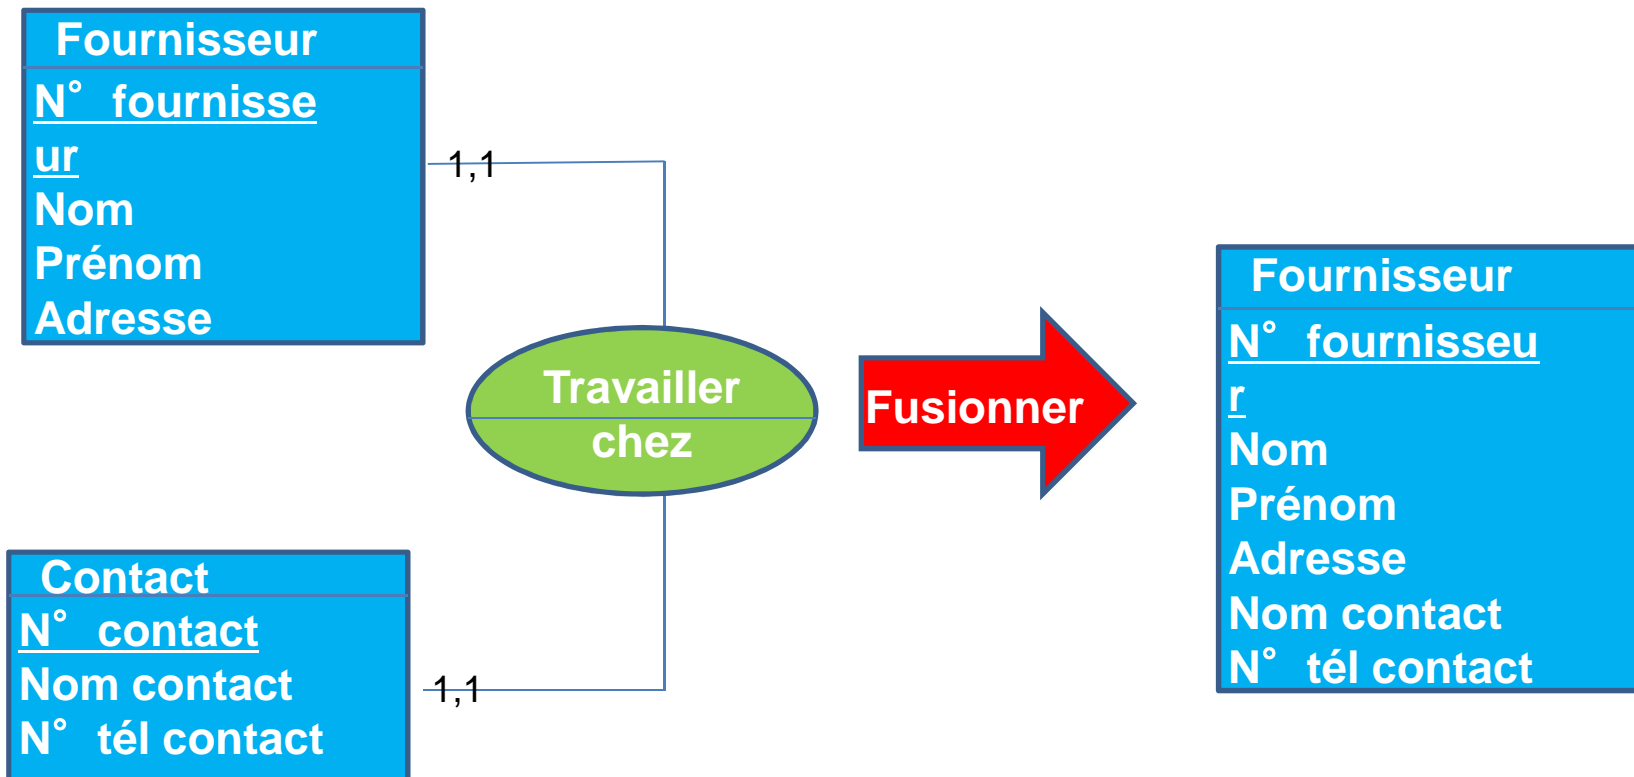 Fournisseur
N° fournisse
ur
Nom
Prénom
Adresse
1,1
Travailler
chez
Contact
N° contact
Nom contact
N° tél contact
1,1
Fusionner
Fournisseur
N° fournisseu
r
Nom
Prénom
Adresse
Nom contact
N° tél contact